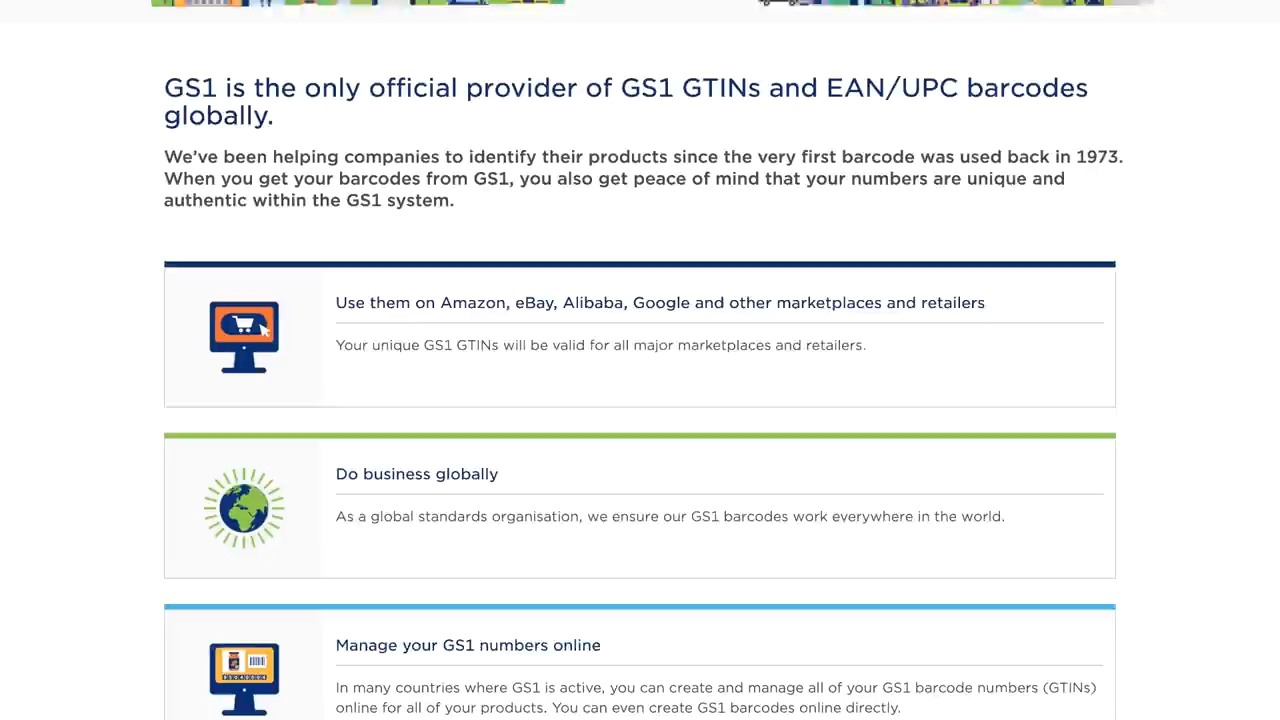 GS1 is the only official provider of GS1 GTINs and EAN/UPC barcodes
globally.
We’ve been helping companies to identify their products since the very first barcode was used back in 1973.
When you get your barcodes from GS1, you also get peace of mind that your numbers are unique and
authentic within the GS1 system.
Use them on Amazon, eBay, Alibaba, Google and other marketplaces and retailers
Your unique GS1 GTINs will be valid for all major marketplaces and retailers.
Do business globally
As a global standards organisation, we ensure our GS1 barcodes work everywhere in the world.
Manage your GS1 numbers online
In many countries where GS1 is active, you can create and manage all of your GS1 barcode numbers (GTINs)
online for all of your products. You can even create GS1 barcodes online directly.